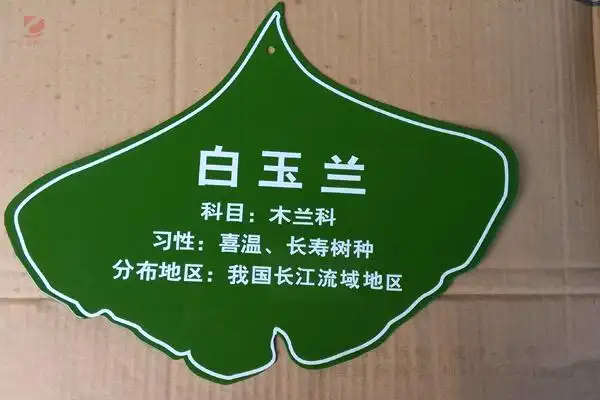 白玉兰
科目：木兰科
习性：喜温、长寿树种
分布地区：我国长江流域地区